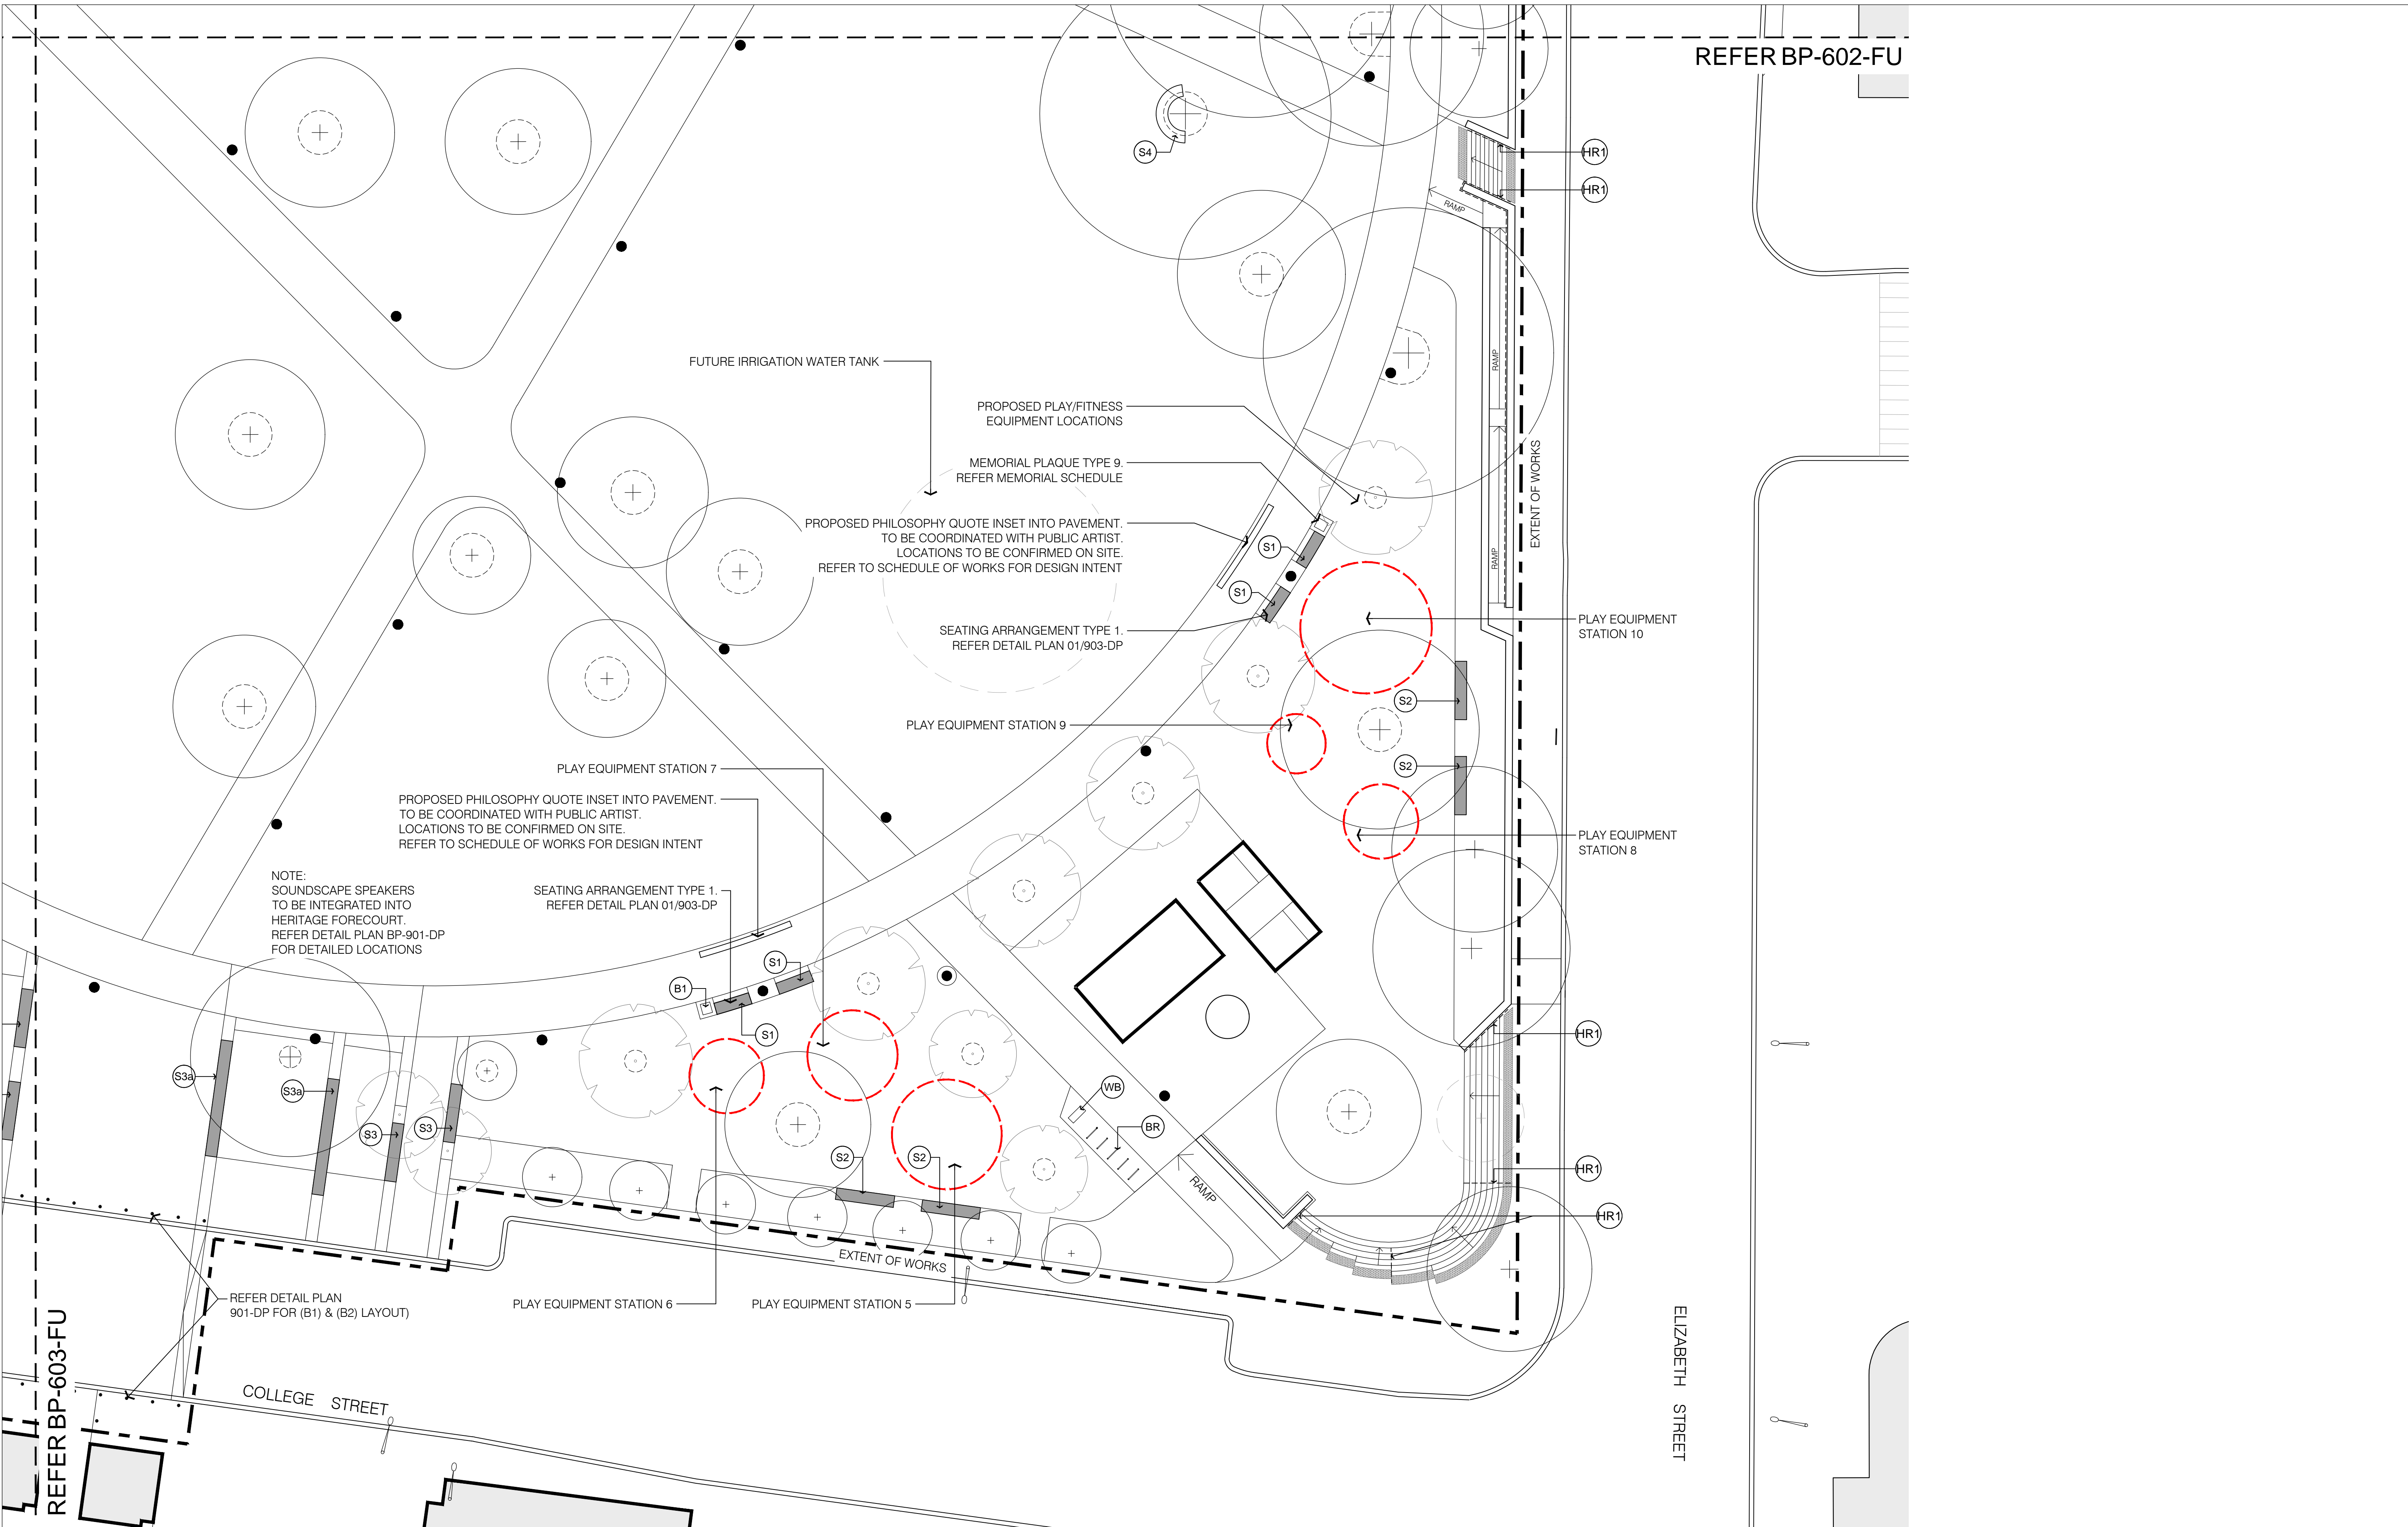 REFER BP-602-FU
S4
HR1
HR1
RAMP
FUTURE IRRIGATION WATER TANK
RAMP
PROPOSED PLAY/FITNESS
EQUIPMENT LOCATIONS
MEMORIAL PLAQUE TYPE 9.
REFER MEMORIAL SCHEDULE
EXTENT OF WORKS
PROPOSED PHILOSOPHY QUOTE INSET INTO PAVEMENT.
TO BE COORDINATED WITH PUBLIC ARTIST.
LOCATIONS TO BE CONFIRMED ON SITE.
REFER TO SCHEDULE OF WORKS FOR DESIGN INTENT
S1
RAMP
S1
SEATING ARRANGEMENT TYPE 1.
REFER DETAIL PLAN 01/903-DP
PLAY EQUIPMENT
STATION 10
S2
PLAY EQUIPMENT STATION 9
S2
PLAY EQUIPMENT STATION 7
PROPOSED PHILOSOPHY QUOTE INSET INTO PAVEMENT.
TO BE COORDINATED WITH PUBLIC ARTIST.
LOCATIONS TO BE CONFIRMED ON SITE.
REFER TO SCHEDULE OF WORKS FOR DESIGN INTENT
PLAY EQUIPMENT
STATION 8
NOTE:
SOUNDSCAPE SPEAKERS
TO BE INTEGRATED INTO
HERITAGE FORECOURT.
REFER DETAIL PLAN BP-901-DP
FOR DETAILED LOCATIONS
SEATING ARRANGEMENT TYPE 1.
REFER DETAIL PLAN 01/903-DP
S1
B1
S1
HR1
S3a
S3a
WB
BR
S3
S3
S2
S2
HR1
RAMP
HR1
EXTENT OF WORKS
REFER DETAIL PLAN
901-DP FOR (B1) & (B2) LAYOUT)
PLAY EQUIPMENT STATION 6
PLAY EQUIPMENT STATION 5
REFER BP-603-FU
COLLEGE STREET
ELIZABETH STREET